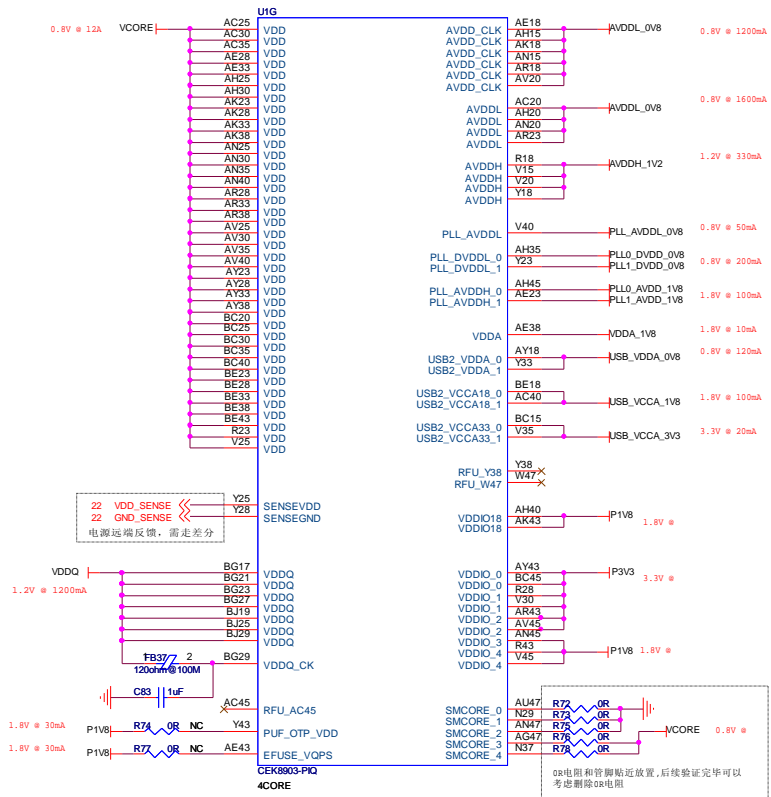 U1G
0.8V @ 12A VCORE AC25 VDD
AC30 VDD
AC35 VDD
AE28 VDD
AE33 VDD
AH25 VDD
AH30 VDD
AK23 VDD
AK28 VDD
AK33 VDD
AK38 VDD
AN25 VDD
AN30 VDD
AN35 VDD
AN40 VDD
AR28 VDD
AR33 VDD
AR38 VDD
AV25 VDD
AV30 VDD
AV40 VDD
AY23 VDD
AY28 VDD
AY33 VDD
AY38 VDD
BC20 VDD
BC25 VDD
BC30 VDD
BC35 VDD
BC40 VDD
BE23 VDD
BE28 VDD
BE33 VDD
BE38 VDD
BE43 VDD
R23 VDD
V25 VDD
22 VDD_SENSE Y25 SENSEVDD
22 GND_SENSE Y28 SENSEGND
电源远端反馈，需走差分
VDDQ BG17 VDDQ
1.2V @ 1200mA BG21 VDDQ
BG23 VDDQ
BG27 VDDQ
BJ19 VDDQ
BJ25 VDDQ
BJ29 VDDQ
1 FB37 2 BG29 VDDQ_CK
120ohm@100M
C83 1uF
AC45 RFU_AC45
1.8V @ 30mA P1V8 R74 0R NC Y43 PUF_OTP_VDD
1.8V @ 30mA P1V8 R77 0R NC AE43 EFUSE_VQPS
CEK8903-PIQ
4CORE
AVDD_CLK AE18 AVDDL_0V8 0.8V @ 1200mA
AVDD_CLK AH15
AVDD_CLK AK18
AVDD_CLK AN15
AVDD_CLK AR18
AVDD_CLK AV20
AVDDL AC20 AVDDL_0V8 0.8V @ 1600mA
AVDDL AH20
AVDDL AN20
AVDDL AR23
AVDDH R18 AVDDH_1V2 1.2V @ 330mA
AVDDH V15
AVDDH V20
AVDDH Y18
PLL_AVDDL V40 PLL_AVDDL_0V8 0.8V @ 50mA
PLL_DVDDL_0 AH35 PLL0_DVDD_0V8 0.8V @ 200mA
PLL_DVDDL_1 Y23 PLL1_DVDD_0V8
PLL_AVDDH_0 AH45 PLL0_AVDD_1V8 1.8V @ 100mA
PLL_AVDDH_1 AE23 PLL1_AVDD_1V8
VDDA AE38 VDDA_1V8 1.8V @ 10mA
USB2_VDDA_0 AY18 USB_VDDA_0V8 0.8V @ 120mA
USB2_VDDA_1 Y33
USB2_VCCA18_0 BE18
USB2_VCCA18_1 AC40 USB_VCCA_1V8 1.8V @ 100mA
USB2_VCCA33_0 BC15
USB2_VCCA33_1 V35 USB_VCCA_3V3 3.3V @ 20mA
RFU_Y38 Y38
RFU_W47 W47
VDDIO18 AH40 P1V8 1.8V @
VDDIO18 AK43
VDDIO_0 AY43 P3V3 3.3V @
VDDIO_0 BC45
VDDIO_1 R28
VDDIO_1 V30
VDDIO_2 AR43
VDDIO_2 AV45
VDDIO_3 AN45
VDDIO_4 R43 P1V8 1.8V @
VDDIO_4 V45
SMCORE_0 AU47 R72 0R
SMCORE_1 N29 R73 0R
SMCORE_2 AN47 R75 0R VCORE 0.8V @
SMCORE_3 AG47 R76 0R
SMCORE_4 N37 R78 0R
0R电阻和管脚贴近放置,后续验证完毕可以
考虑删除0R电阻